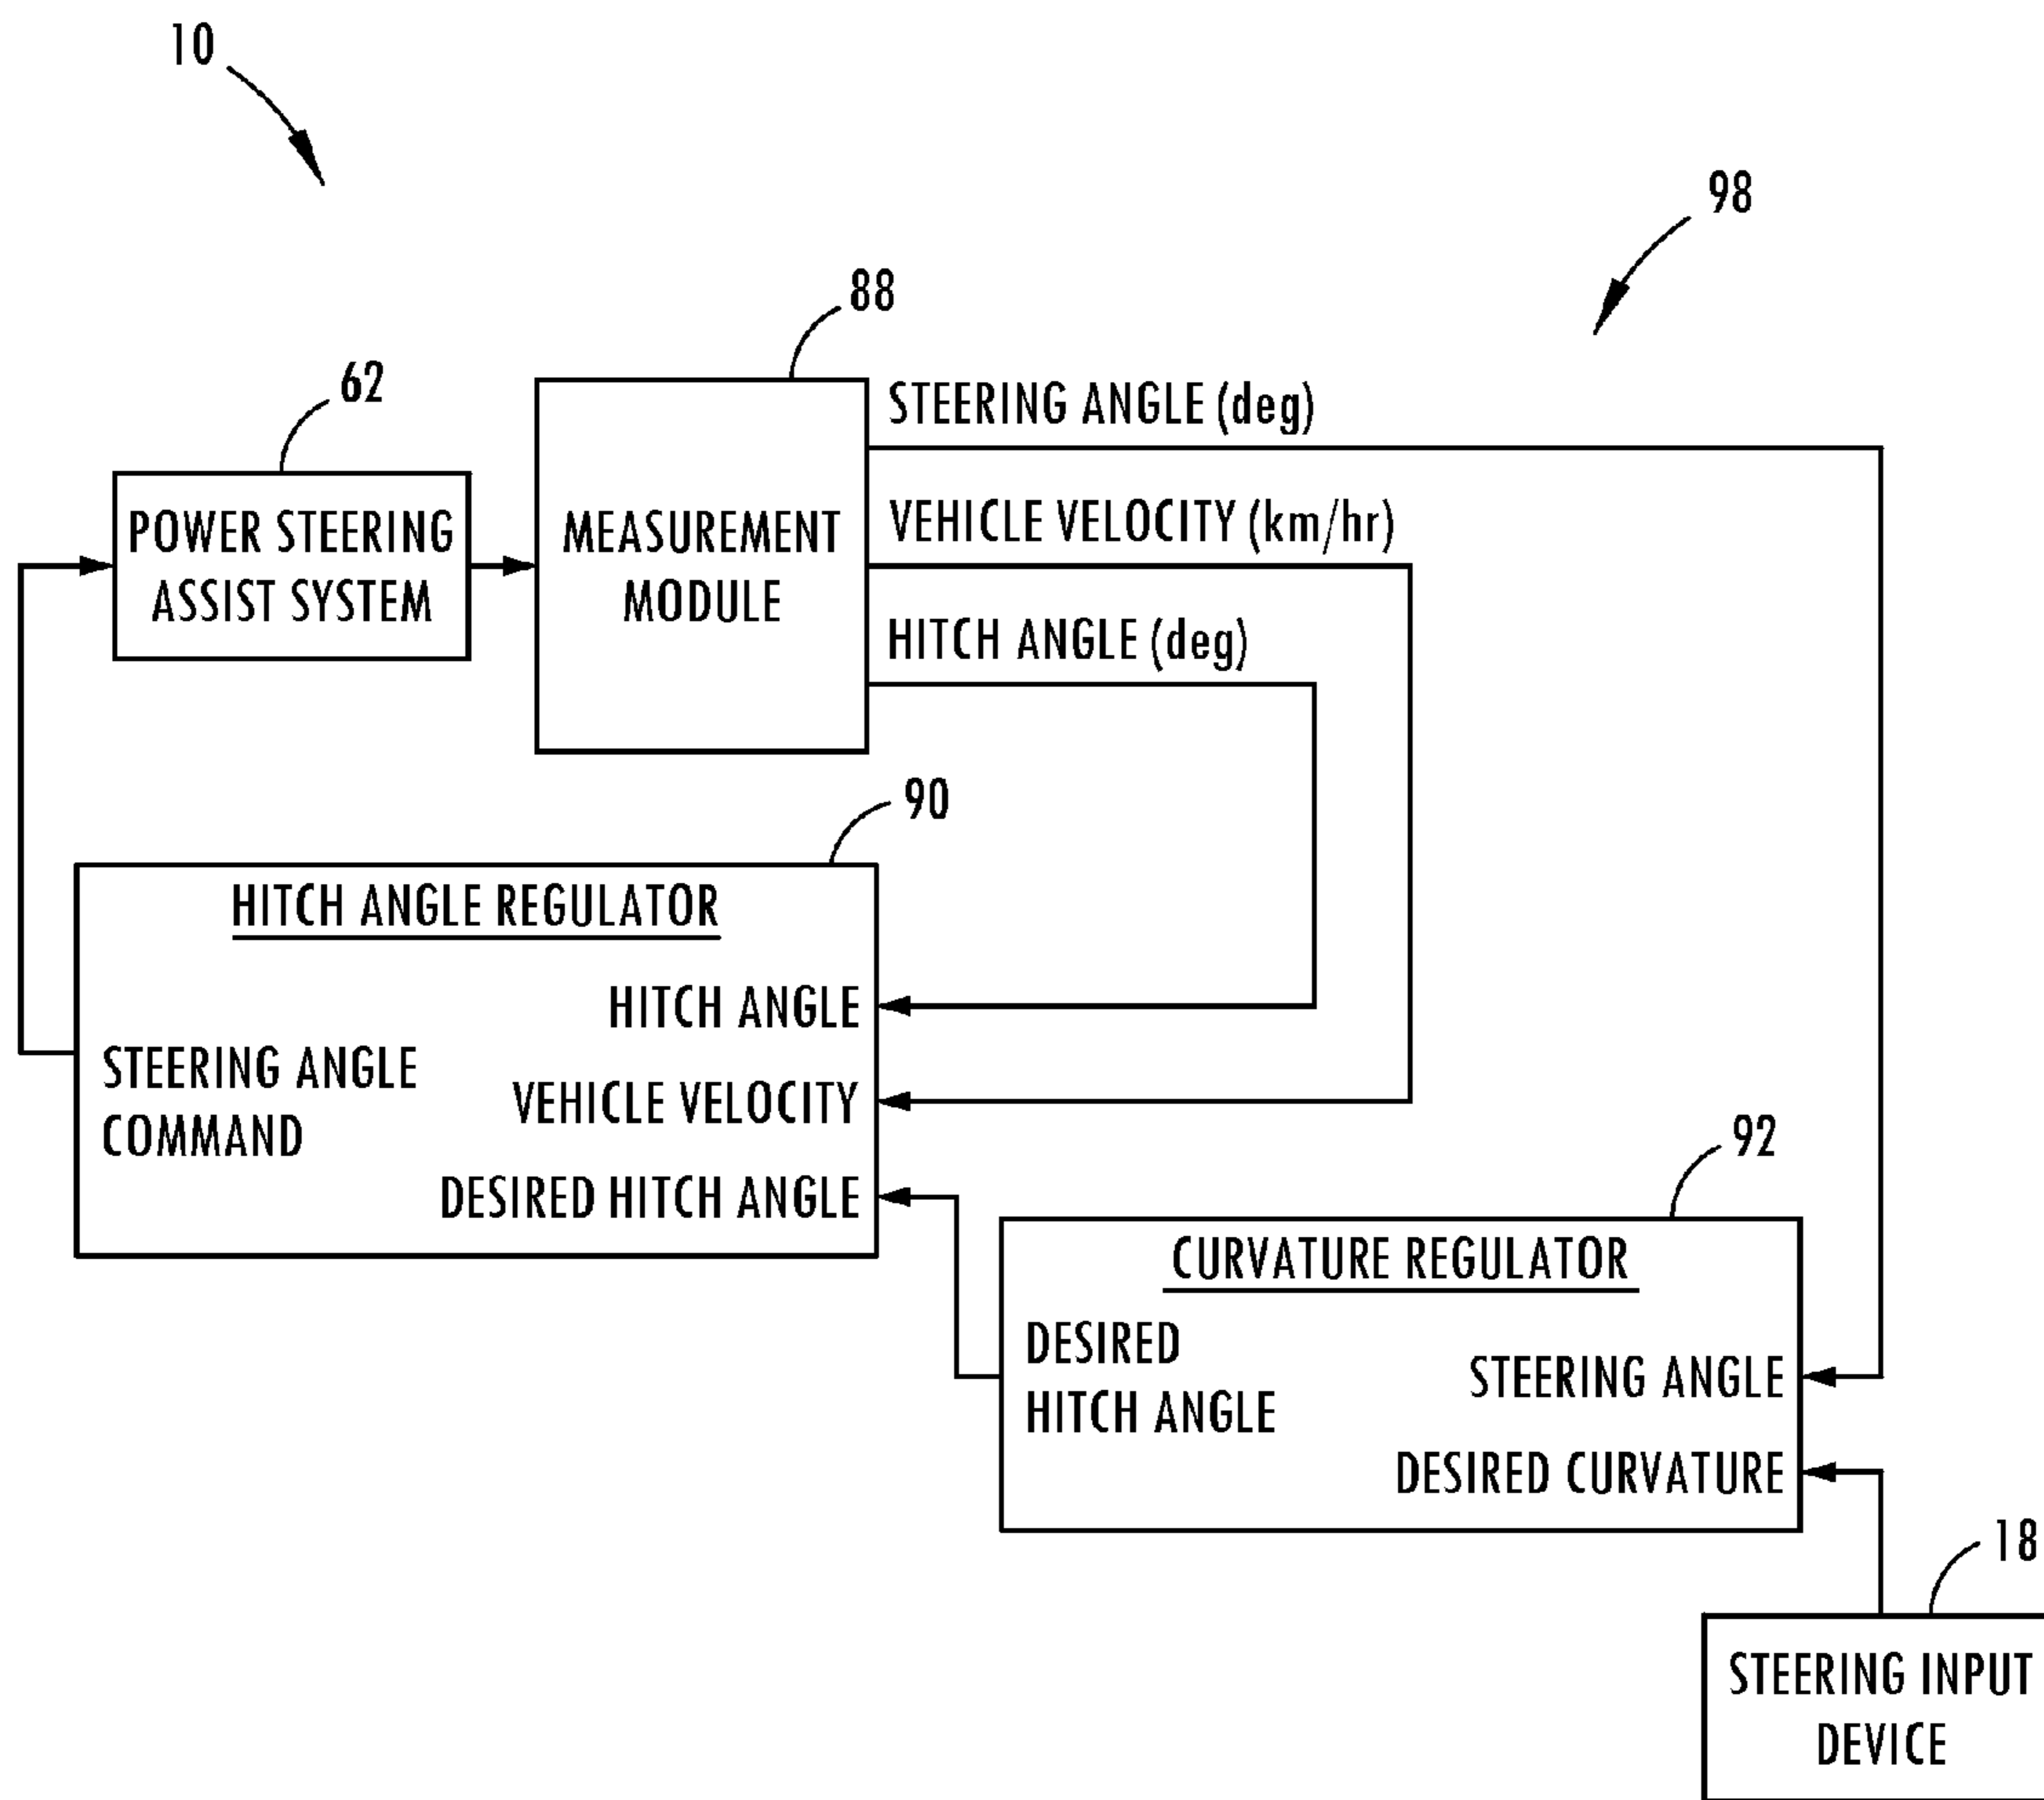 10
98
88
62
STEERING ANGLE (deg)
POWER STEERING
ASSIST SYSTEM
MEASUREMENT
MODULE
VEHICLE VELOCITY (km/hr)
HITCH ANGLE (deg)
90
HITCH ANGLE REGULATOR
HITCH ANGLE
STEERING ANGLE
COMMAND
VEHICLE VELOCITY
DESIRED HITCH ANGLE
92
CURVATURE REGULATOR
DESIRED
HITCH ANGLE
STEERING ANGLE
DESIRED CURVATURE
18
STEERING INPUT
DEVICE